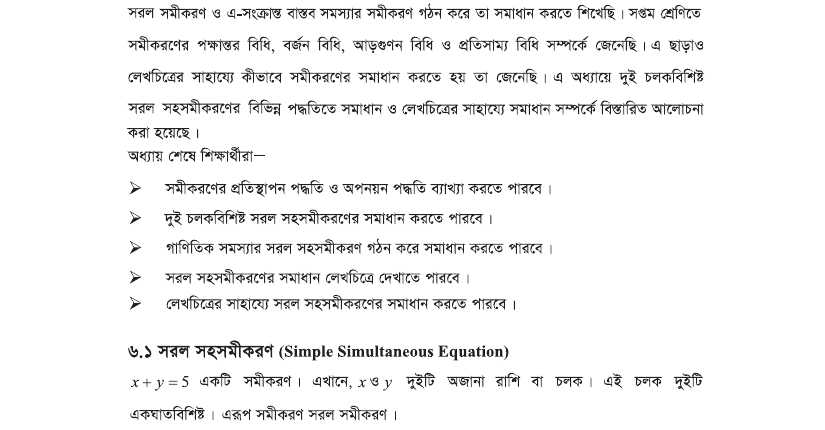 সরল সমীকরণ ও এ-সংক্রান্ত বাস্তব সমস্যার সমীকরণ গঠন করে তা সমাধান করতে শিখেছি। সপ্তম শ্রেণিতে
সমীকরণের পক্ষান্তর বিধি, বর্জন বিধি, আড়গুণন বিধি ও প্রতিসাম্য বিধি সম্পর্কে জেনেছি। এ ছাড়াও
লেখচিত্রের সাহায্যে কীভাবে সমীকরণের সমাধান করতে হয় তা জেনেছি। এ অধ্যায়ে দুই চলকবিশিষ্ট
সরল সহসমীকরণের বিভিন্ন পদ্ধতিতে সমাধান ও লেখচিত্রের সাহায্যে সমাধান সম্পর্কে বিস্তারিত আলোচনা
করা হয়েছে।
অধ্যায় শেষে শিক্ষার্থীরা—
➢ সমীকরণের প্রতিস্থাপন পদ্ধতি ও অপনয়ন পদ্ধতি ব্যাখ্যা করতে পারবে।
➢ দুই চলকবিশিষ্ট সরল সহসমীকরণের সমাধান করতে পারবে।
➢ গাণিতিক সমস্যার সরল সহসমীকরণ গঠন করে সমাধান করতে পারবে।
➢ সরল সহসমীকরণের সমাধান লেখচিত্রে দেখাতে পারবে।
➢ লেখচিত্রের সাহায্যে সরল সহসমীকরণের সমাধান করতে পারবে।
৬.১ সরল সহসমীকরণ (Simple Simultaneous Equation)
x + y = 5 একটি সমীকরণ। এখানে, x ও y দুইটি অজানা রাশি বা চলক। এই চলক দুইটি
একঘাতবিশিষ্ট। এরূপ সমীকরণ সরল সমীকরণ।